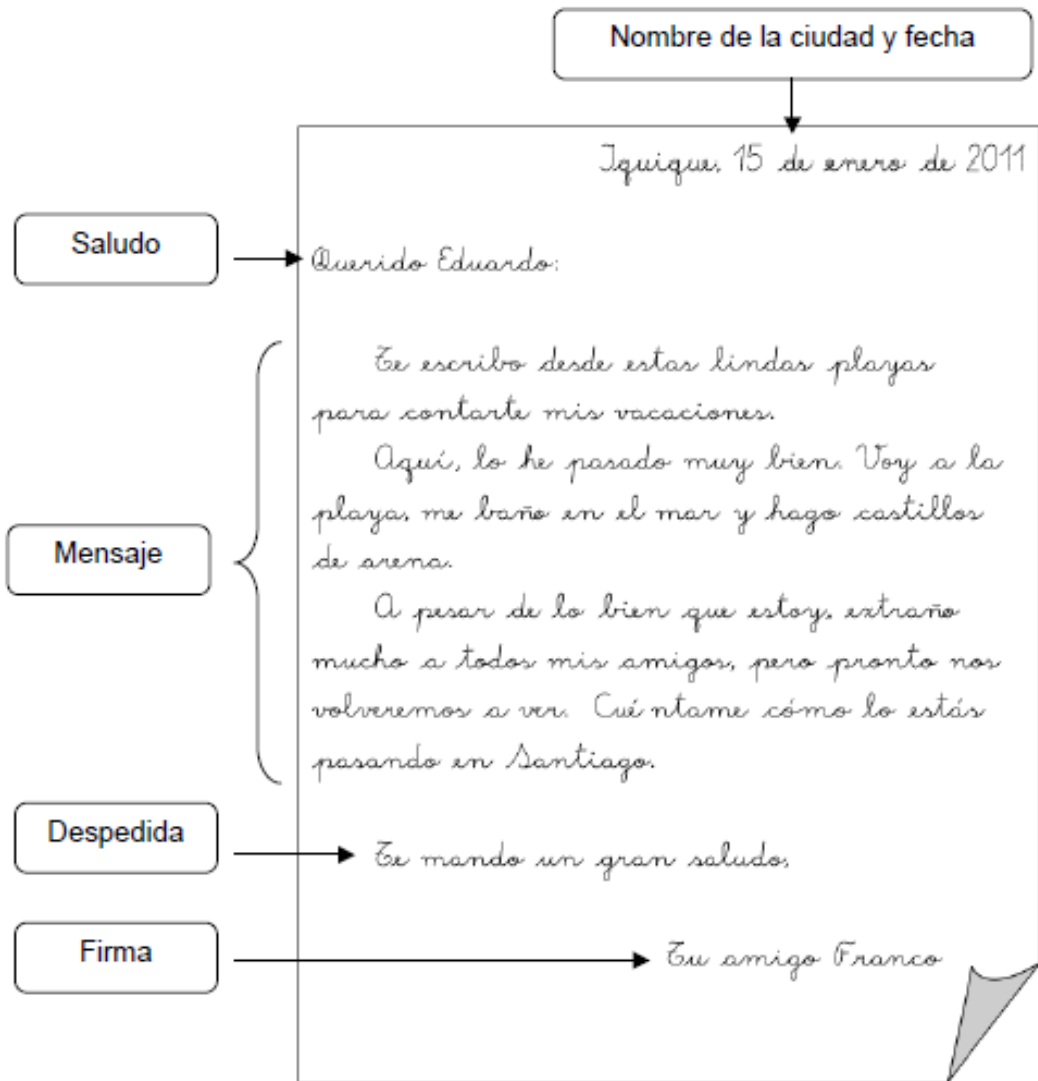 Nombre de la ciudad y fecha
Iquique, 15 de enero de 2011
Saludo
Querido Eduardo:
Te escribo desde estas lindas playas
para contarte mis vacaciones.
Aquí, lo he pasado muy bien. Voy a la
playa, me baño en el mar y hago castillos
de arena.
Mensaje
A pesar de lo bien que estoy, extraño
mucho a todos mis amigos, pero pronto nos
volveremos a ver. Cué ntame cómo lo estás
pasando en Santiago.
Despedida
Te mando un gran saludo,
Firma
Tu amigo Franco